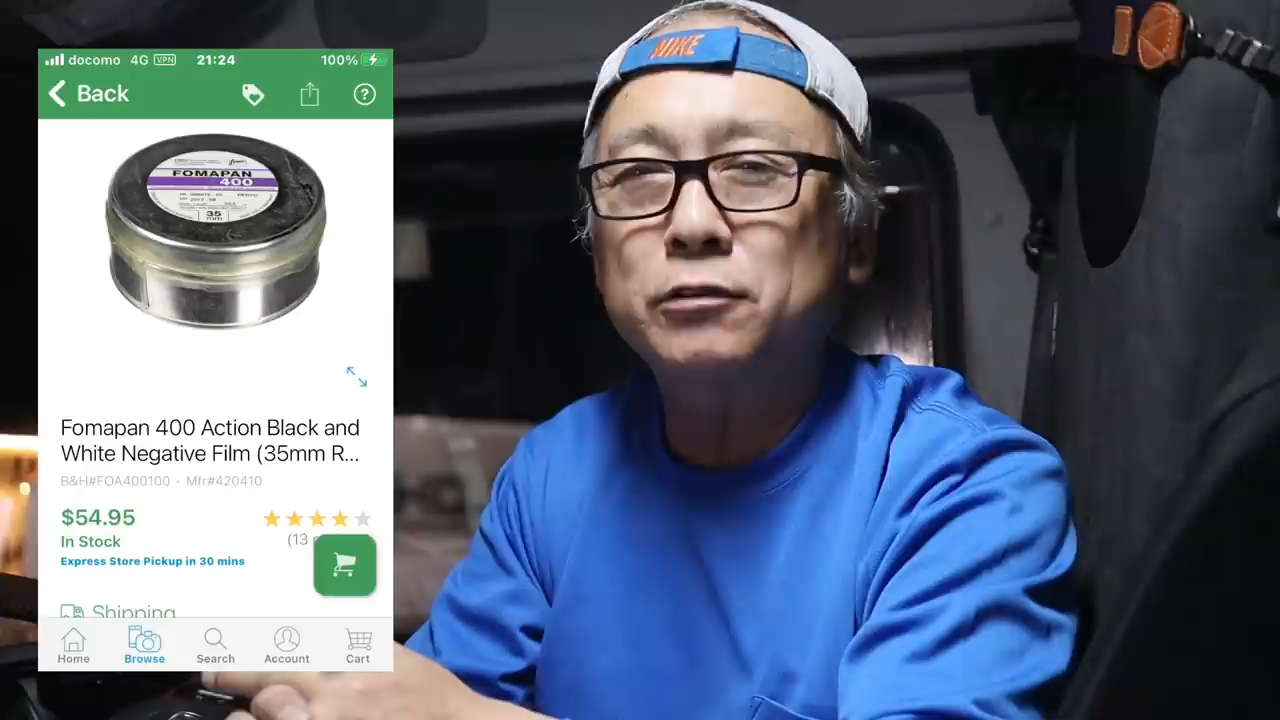 docomo 4G VPN 21:24 100%
Back
FOMAPAN
400
35
mm
Fomapan 400 Action Black and
White Negative Film (35mm R...
B&H#FOA400100 · Mfr#420410
$54.95
In Stock
(13
Express Store Pickup in 30 mins
Shipping
Home Browse Search Account Cart
NIKE